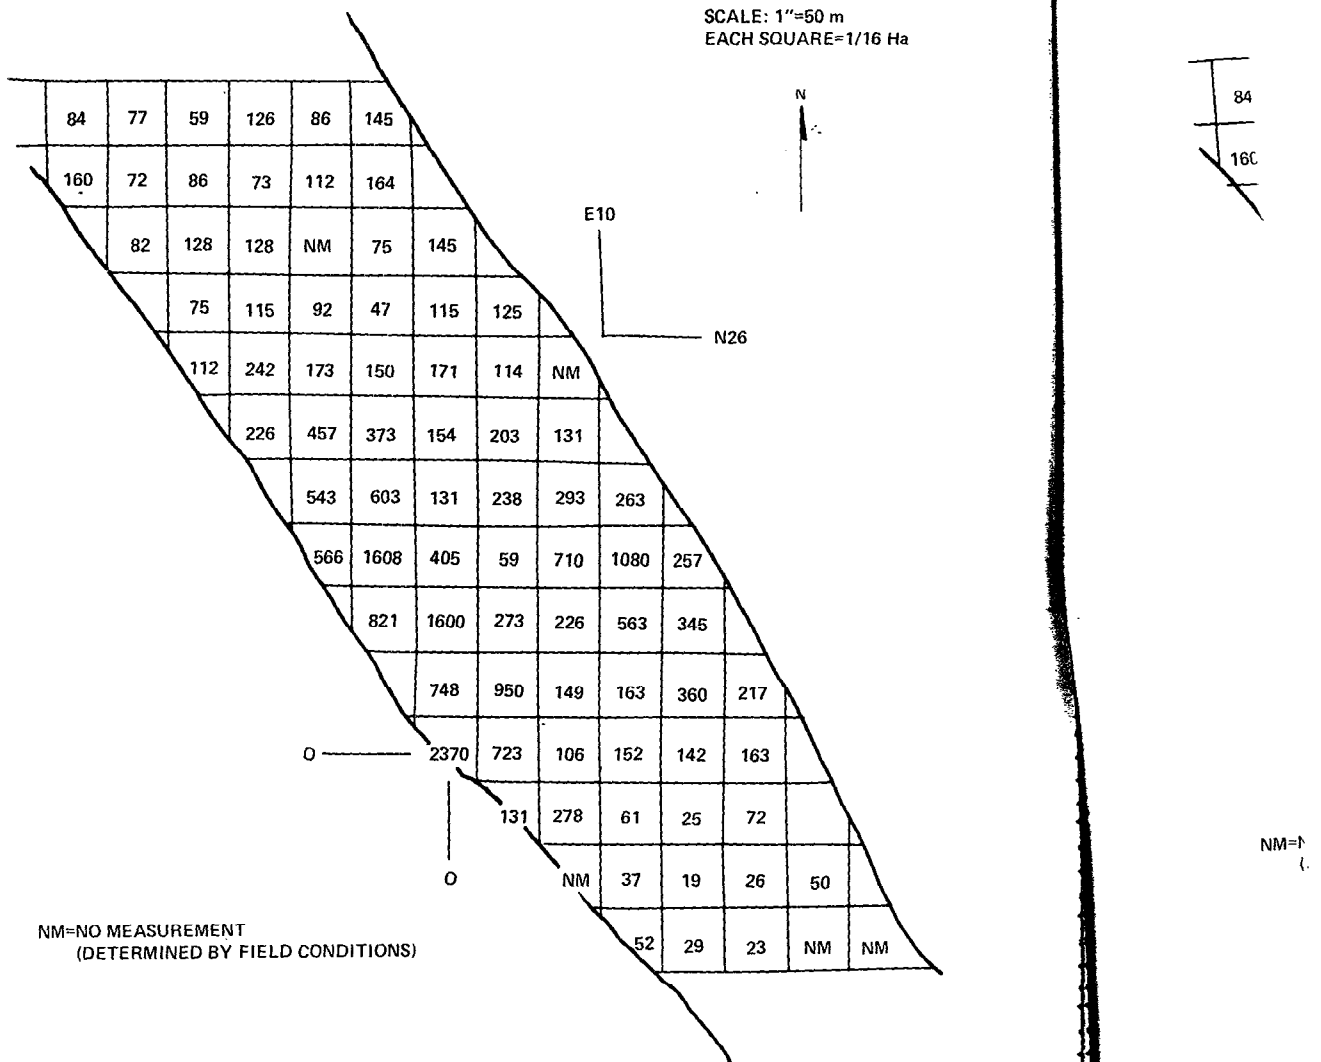 SCALE: 1"=50 m
EACH SQUARE=1/16 Ha
N
84 77 59 126 86 145
160 72 86 73 112 164
E10
82 128 128 NM 75 145
75 115 92 47 115 125
N26
112 242 173 150 171 114 NM
226 457 373 154 203 131
543 603 131 238 293 263
566 1608 405 59 710 1080 257
821 1600 273 226 563 345
748 950 149 163 360 217
O 2370 723 106 152 142 163
131 278 61 25 72
O
NM 37 19 26 50
52 29 23 NM NM
NM=NO MEASUREMENT
(DETERMINED BY FIELD CONDITIONS)
84
160
NM=